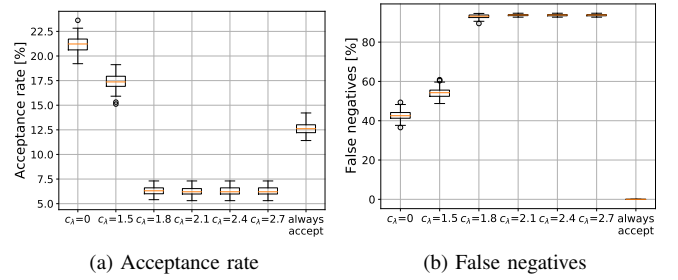 Acceptance rate [%]
22.5
20.0
17.5
15.0
12.5
10.0
7.5
5.0
cλ=0 cλ=1.5 cλ=1.8 cλ=2.1 cλ=2.4 cλ=2.7 always
accept
(a) Acceptance rate
False negatives [%]
80
60
40
20
0
cλ=0 cλ=1.5 cλ=1.8 cλ=2.1 cλ=2.4 cλ=2.7 always
accept
(b) False negatives